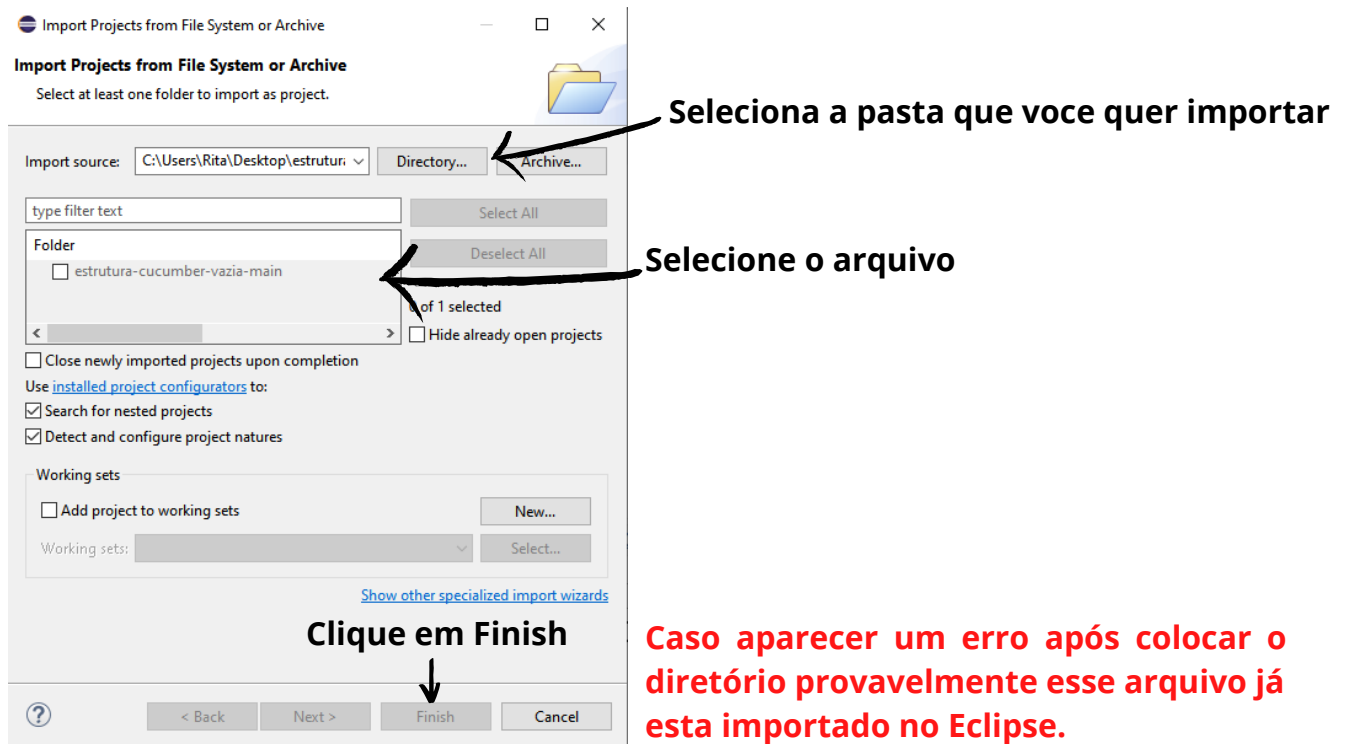 Import Projects from File System or Archive
Import Projects from File System or Archive
Select at least one folder to import as project.
Seleciona a pasta que voce quer importar
Import source: C:\Users\Rita\Desktop\estrutura Directory... Archive...
type filter text Select All
Folder Deselect All
Selecione o arquivo
estrutura-cucumber-vazia-main
0 of 1 selected
Hide already open projects
Close newly imported projects upon completion
Use installed project configurators to:
Search for nested projects
Detect and configure project natures
Working sets
Add project to working sets New...
Working sets: Select...
Show other specialized import wizards
Clique em Finish
Caso aparecer um erro após colocar o
diretório provavelmente esse arquivo já
esta importado no Eclipse.
? < Back Next > Finish Cancel